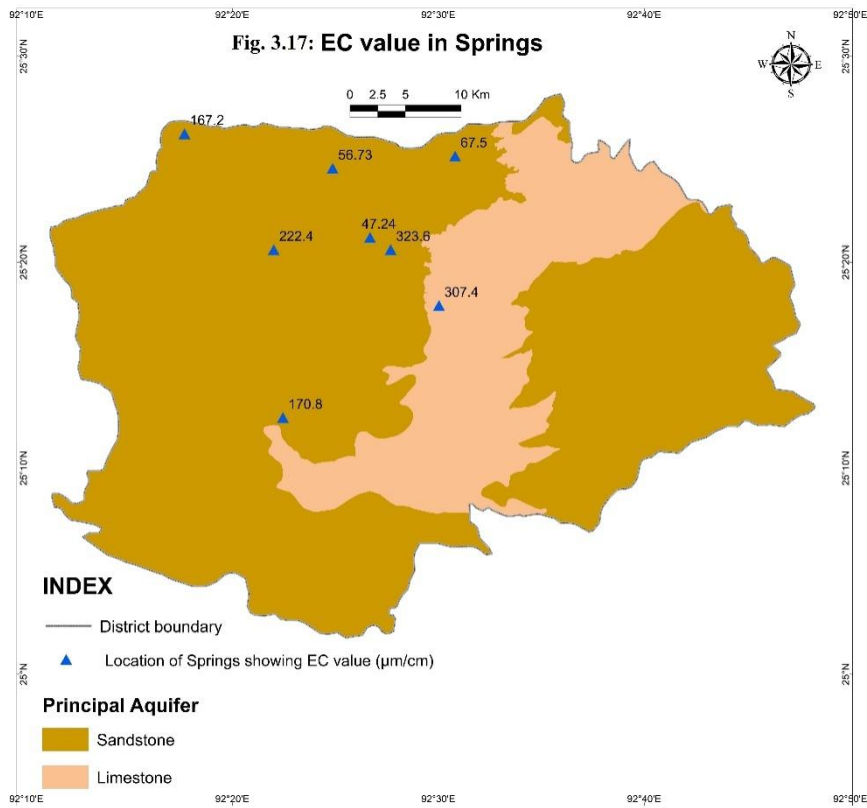 92°10'E 92°20'E 92°30'E 92°40'E 92°50'E
Fig. 3.17: EC value in Springs
N
W E
S
25°30'N 25°30'N
0 2.5 5 10 Km
167.2
56.73
67.5
222.4
47.24
323.6
25°20'N 25°20'N
307.4
170.8
25°10'N 25°10'N
INDEX
District boundary
Location of Springs showing EC value (µm/cm)
25°N 25°N
Principal Aquifer
Sandstone
Limestone
92°10'E 92°20'E 92°30'E 92°40'E 92°50'E